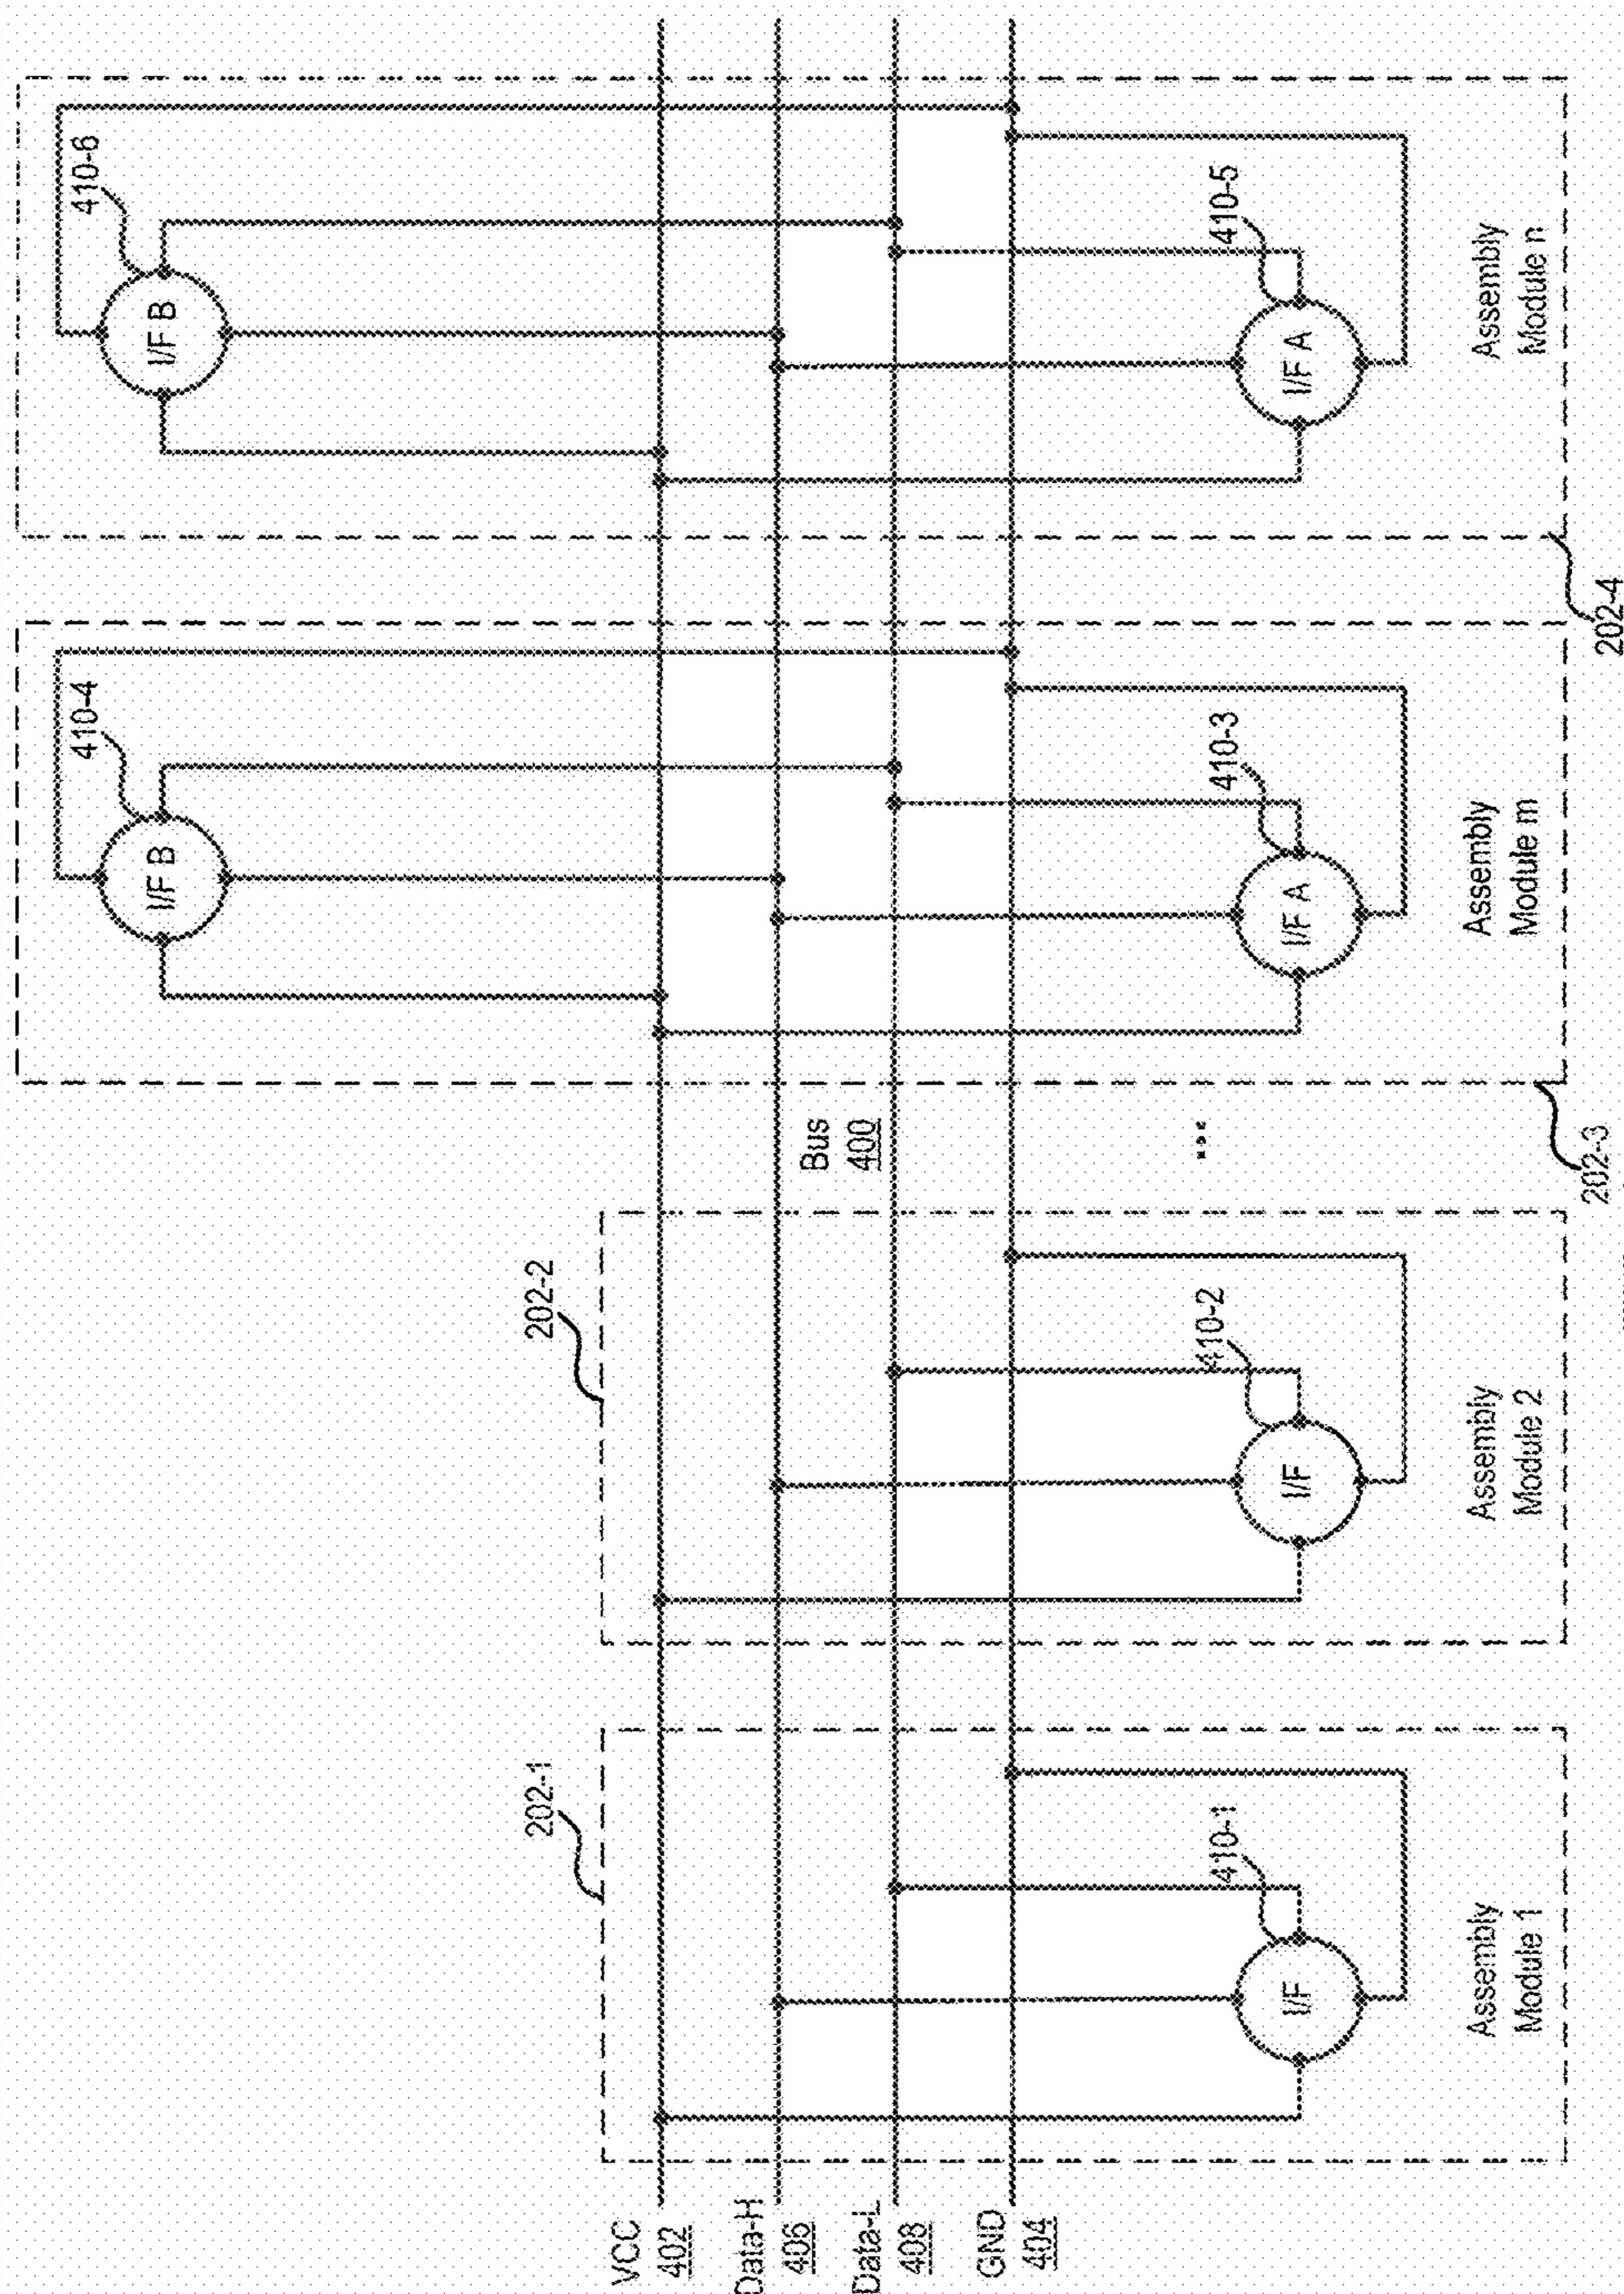 410-4
I/F B
410-6
I/F B
202-1
202-2
VCC
402
Data-H
406
Data-L
408
GND
404
Bus
400
410-1
I/F
410-2
I/F
...
410-3
I/F A
410-5
I/F A
Assembly
Module 1
Assembly
Module 2
Assembly
Module m
Assembly
Module n
202-3
202-4